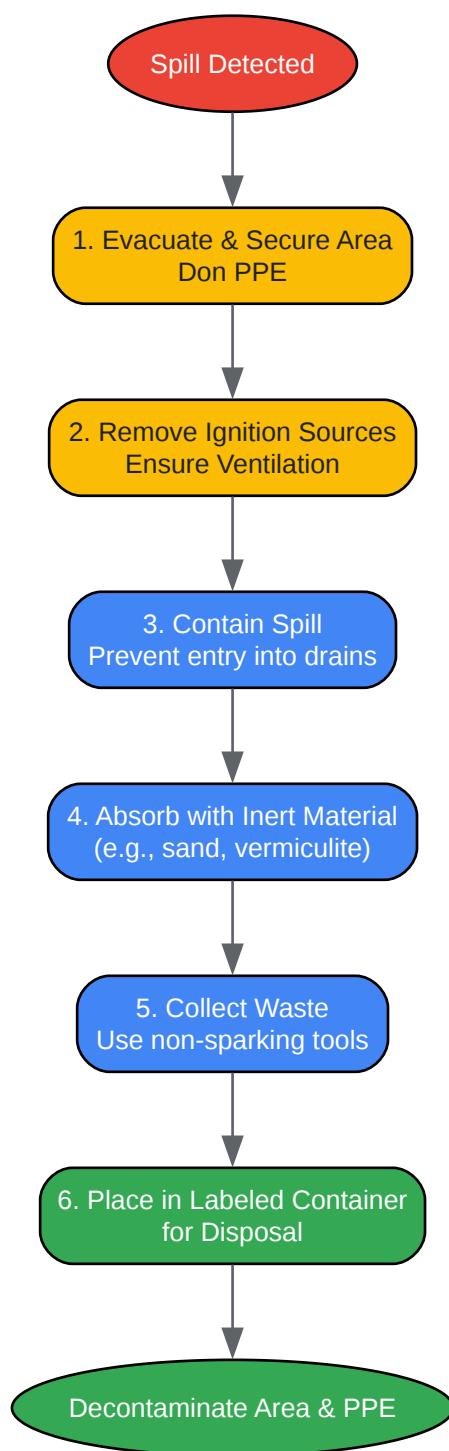 Spill Detected
1. Evacuate & Secure Area
Don PPE
2. Remove Ignition Sources
Ensure Ventilation
3. Contain Spill
Prevent entry into drains
4. Absorb with Inert Material
(e.g., sand, vermiculite)
5. Collect Waste
Use non-sparking tools
6. Place in Labeled Container
for Disposal
Decontaminate Area & PPE